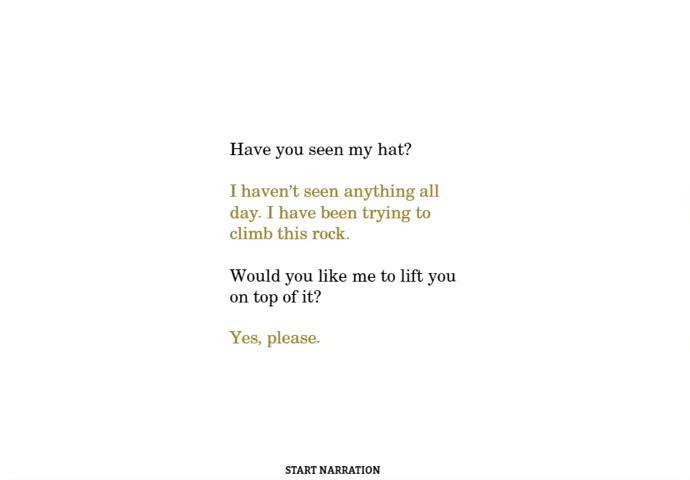 Have you seen my hat?
I haven't seen anything all
day. I have been trying to
climb this rock.
Would you like me to lift you
on top of it?
Yes, please.
START NARRATION